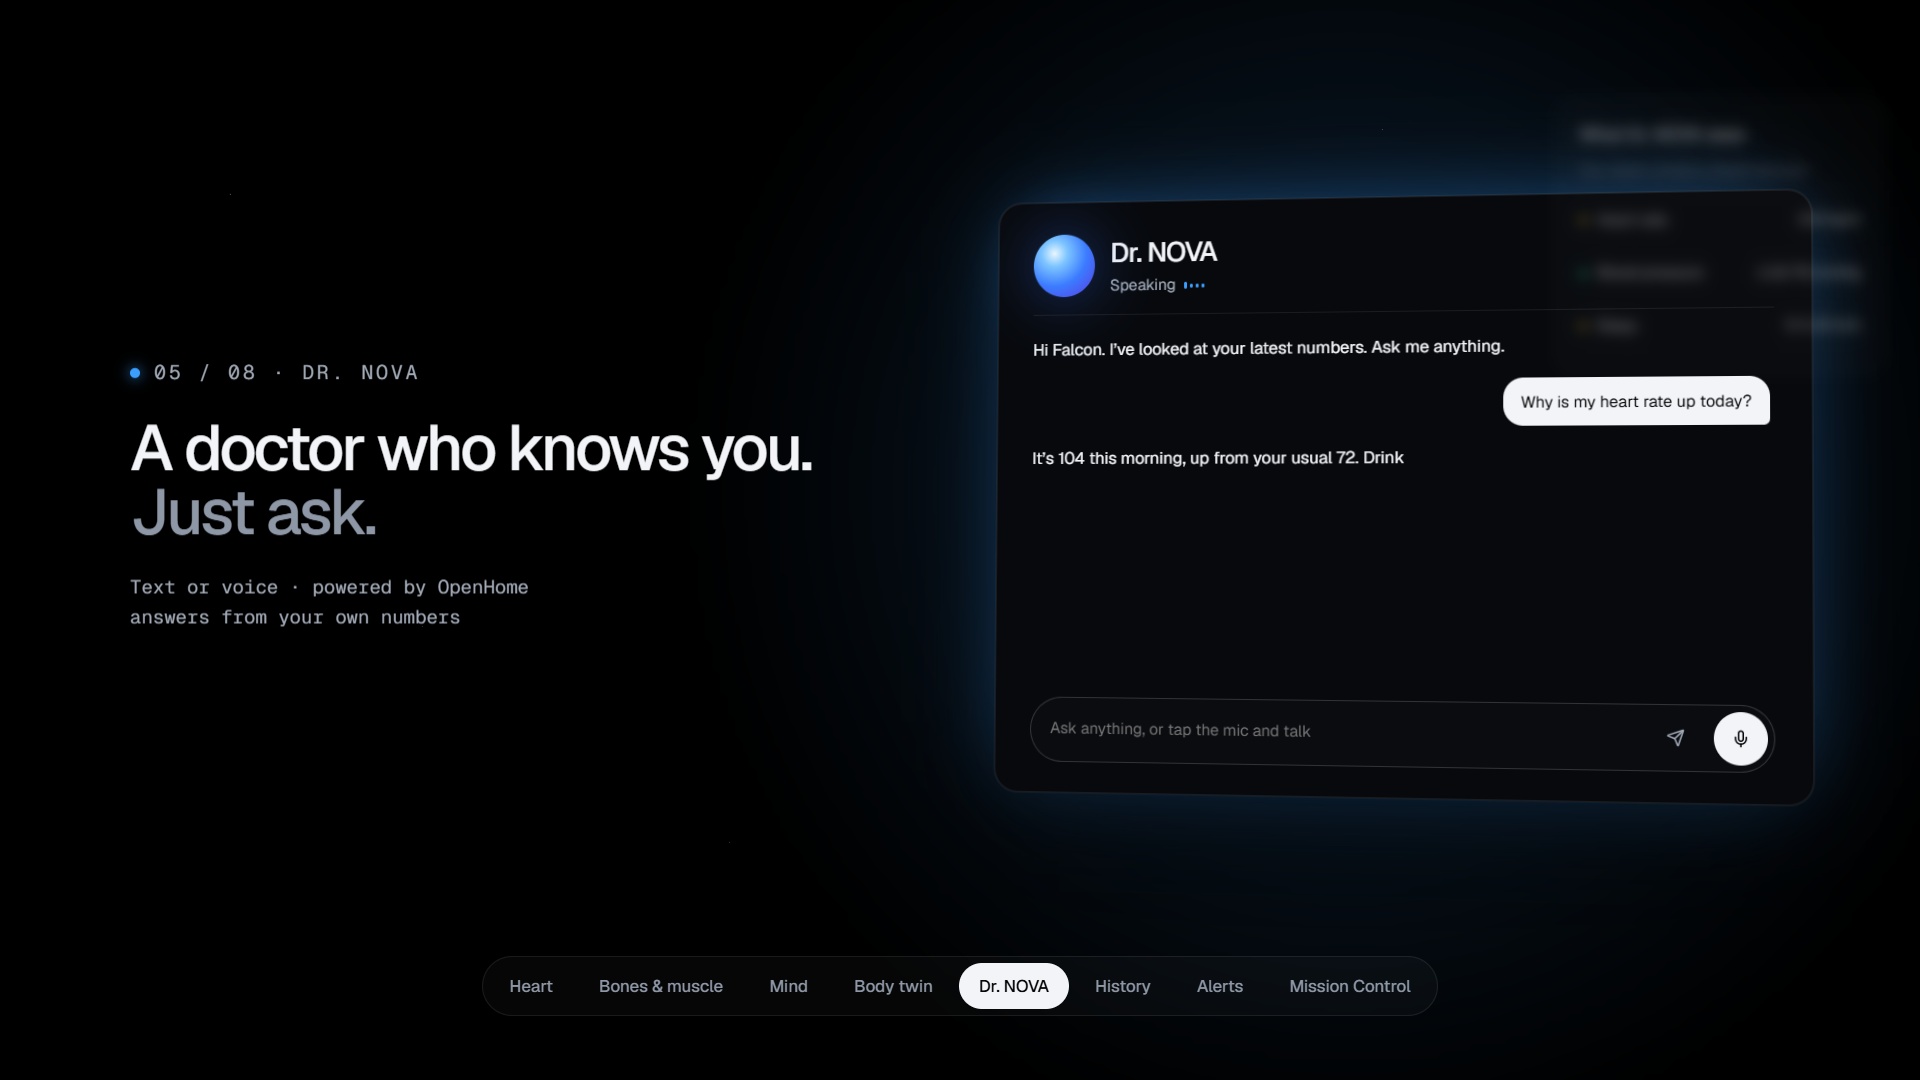 05 / 08 · DR. NOVA
A doctor who knows you.
Just ask.
Text or voice · powered by OpenHome
answers from your own numbers
Dr. NOVA
Speaking
Hi Falcon. I’ve looked at your latest numbers. Ask me anything.
Why is my heart rate up today?
It’s 104 this morning, up from your usual 72. Drink
Ask anything, or tap the mic and talk
Heart
Bones & muscle
Mind
Body twin
Dr. NOVA
History
Alerts
Mission Control